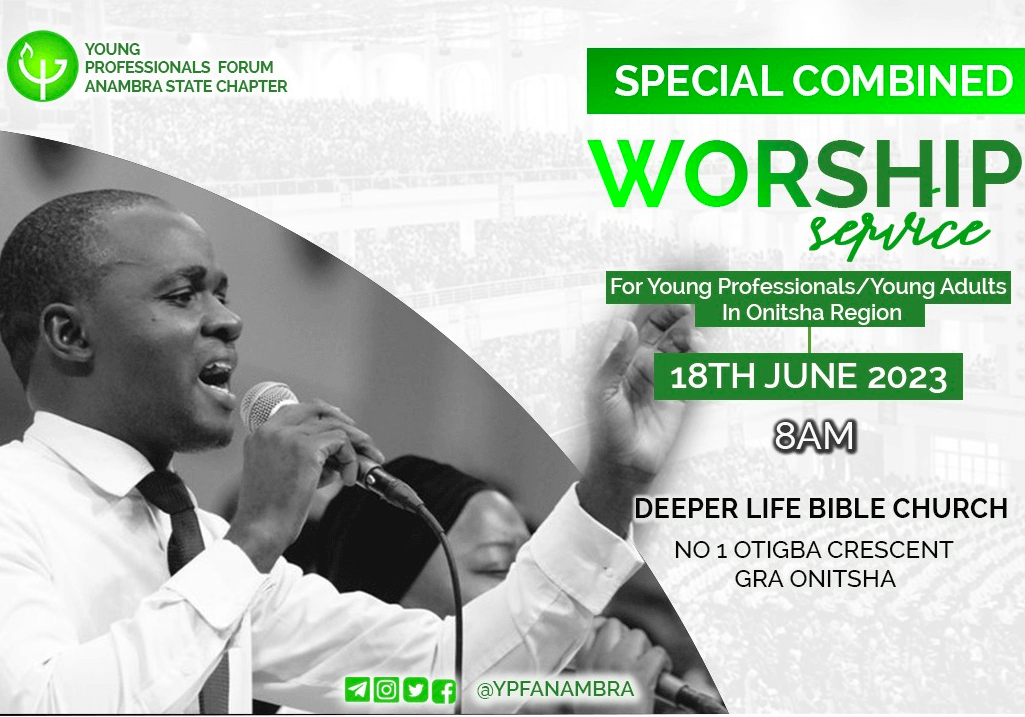 YOUNG
PROFESSIONALS FORUM
ANAMBRA STATE CHAPTER
SPECIAL COMBINED
WORSHIP
service
For Young Professionals/Young Adults
In Onitsha Region
18TH JUNE 2023
8AM
DEEPER LIFE BIBLE CHURCH
NO 1 OTIGBA CRESCENT
GRA ONITSHA
@YPFANAMBRA